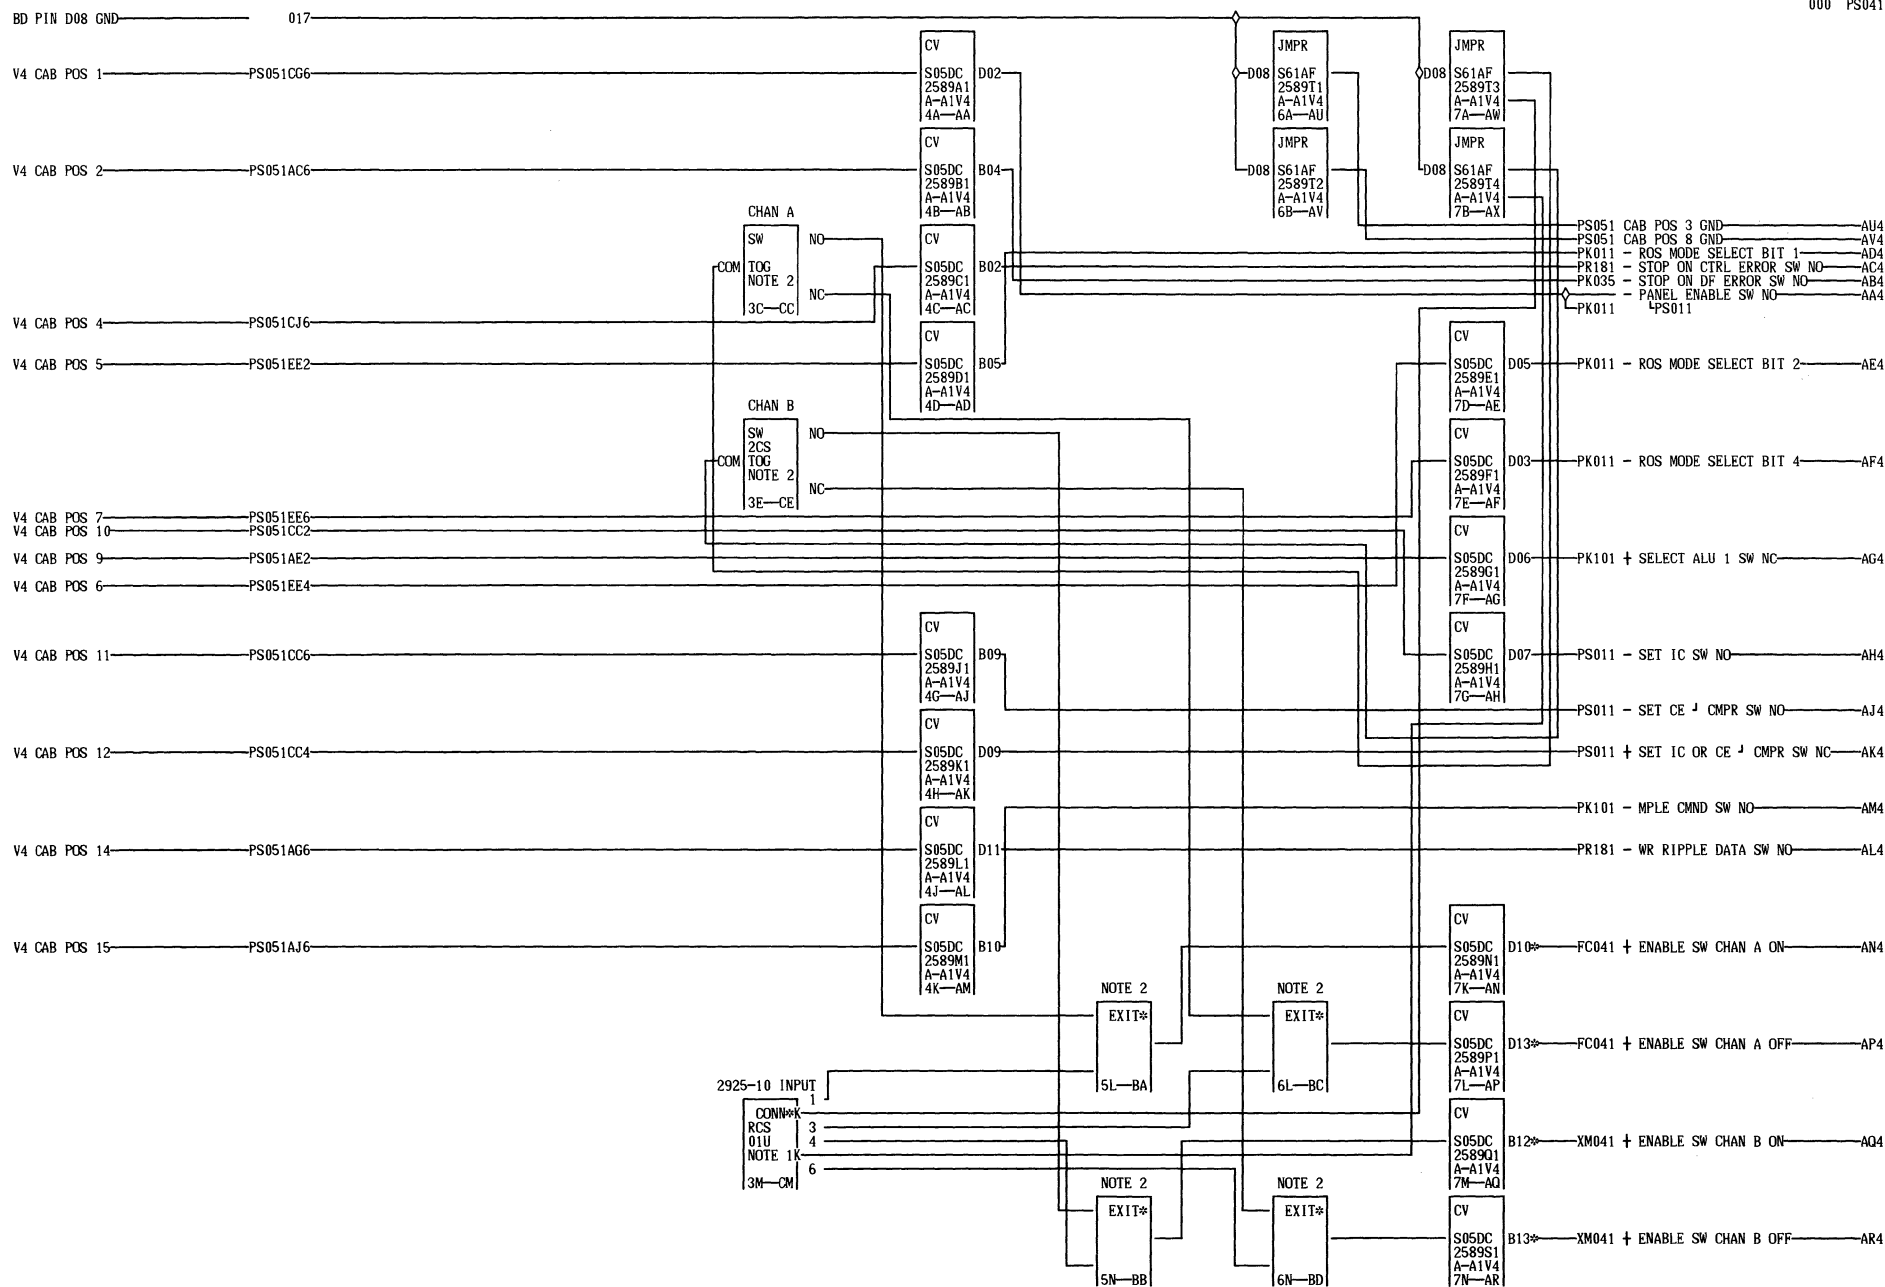 000 PS041
BD PIN D08 GND 017
CV
S05DC D02
2589A1
A-A1V4
4A-AA
JMPR
D08 S61AF
2589T1
A-A1V4
6A-AU
JMPR
D08 S61AF
2589T3
A-A1V4
7A-AW
V4 CAB POS 1 PS051CG6
CV
S05DC B04
2589B1
A-A1V4
4B-AB
JMPR
D08 S61AF
2589T2
A-A1V4
6B-AV
JMPR
D08 S61AF
2589T4
A-A1V4
7B-AX
V4 CAB POS 2 PS051AC6
CHAN A
SW NO
COM TOG
NOTE 2
NC
3C-CC
CV
S05DC B02
2589C1
A-A1V4
4C-AC
PS051 CAB POS 3 GND AU4
PS051 CAB POS 8 GND AV4
PK011 - ROS MODE SELECT BIT 1 AD4
PR181 - STOP ON CTRL ERROR SW NO AC4
PK035 - STOP ON DF ERROR SW NO AB4
- PANEL ENABLE SW NO AA4
PK011 PS011
V4 CAB POS 4 PS051CJ6
V4 CAB POS 5 PS051EE2
CV
S05DC B05
2589D1
A-A1V4
4D-AD
CV
S05DC D05
2589E1
A-A1V4
7D-AE
PK011 - ROS MODE SELECT BIT 2 AE4
CHAN B
SW NO
2CS
COM TOG
NOTE 2
NC
3E-CE
CV
S05DC D03
2589F1
A-A1V4
7E-AF
PK011 - ROS MODE SELECT BIT 4 AF4
V4 CAB POS 7 PS051EE6
V4 CAB POS 10 PS051CC2
V4 CAB POS 9 PS051AE2
V4 CAB POS 6 PS051EE4
CV
S05DC D06
2589G1
A-A1V4
7F-AG
PK101 + SELECT ALU 1 SW NC AG4
V4 CAB POS 11 PS051CC6
CV
S05DC B09
2589J1
A-A1V4
4G-AJ
CV
S05DC D07
2589H1
A-A1V4
7G-AH
PS011 - SET IC SW NO AH4
PS011 - SET CE ┘ CMPR SW NO AJ4
V4 CAB POS 12 PS051CC4
CV
S05DC D09
2589K1
A-A1V4
4H-AK
PS011 + SET IC OR CE ┘ CMPR SW NC AK4
PK101 - MPLE CMND SW NO AM4
V4 CAB POS 14 PS051AG6
CV
S05DC D11
2589L1
A-A1V4
4J-AL
PR181 - WR RIPPLE DATA SW NO AL4
V4 CAB POS 15 PS051AJ6
CV
S05DC B10
2589M1
A-A1V4
4K-AM
CV
S05DC D10*
2589N1
A-A1V4
7K-AN
FC041 + ENABLE SW CHAN A ON AN4
NOTE 2
EXIT*
5L-BA
NOTE 2
EXIT*
6L-BC
CV
S05DC D13*
2589P1
A-A1V4
7L-AP
FC041 + ENABLE SW CHAN A OFF AP4
2925-10 INPUT
1
CONN*K
RCS 3
01U 4
NOTE 1K
6
3M-CM
CV
S05DC B12*
2589Q1
A-A1V4
7M-AQ
XM041 + ENABLE SW CHAN B ON AQ4
NOTE 2
EXIT*
5N-BB
NOTE 2
EXIT*
6N-BD
CV
S05DC B13*
2589S1
A-A1V4
7N-AR
XM041 + ENABLE SW CHAN B OFF AR4